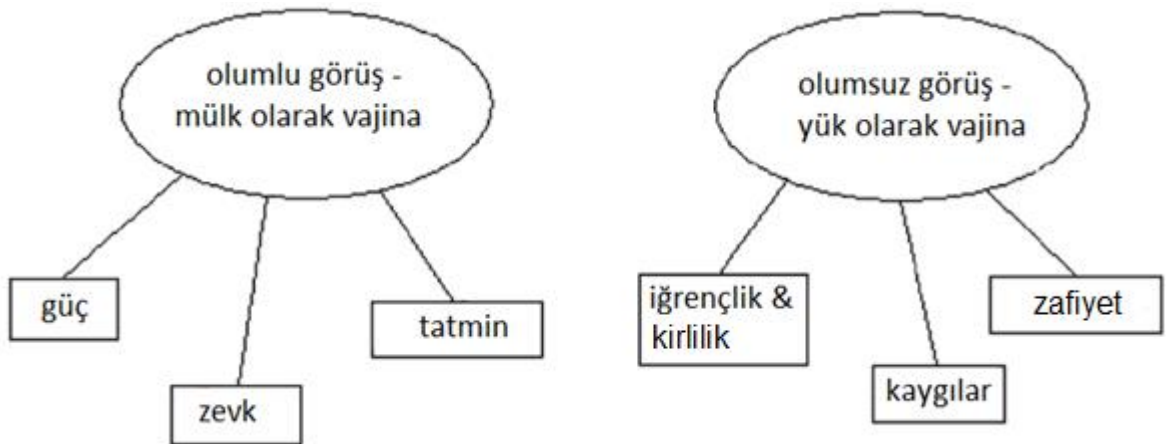 olumlu görüş -
mülk olarak vajina
güç
zevk
tatmin
olumsuz görüş -
yük olarak vajina
iğrençlik &
kirlilik
kaygılar
zafiyet